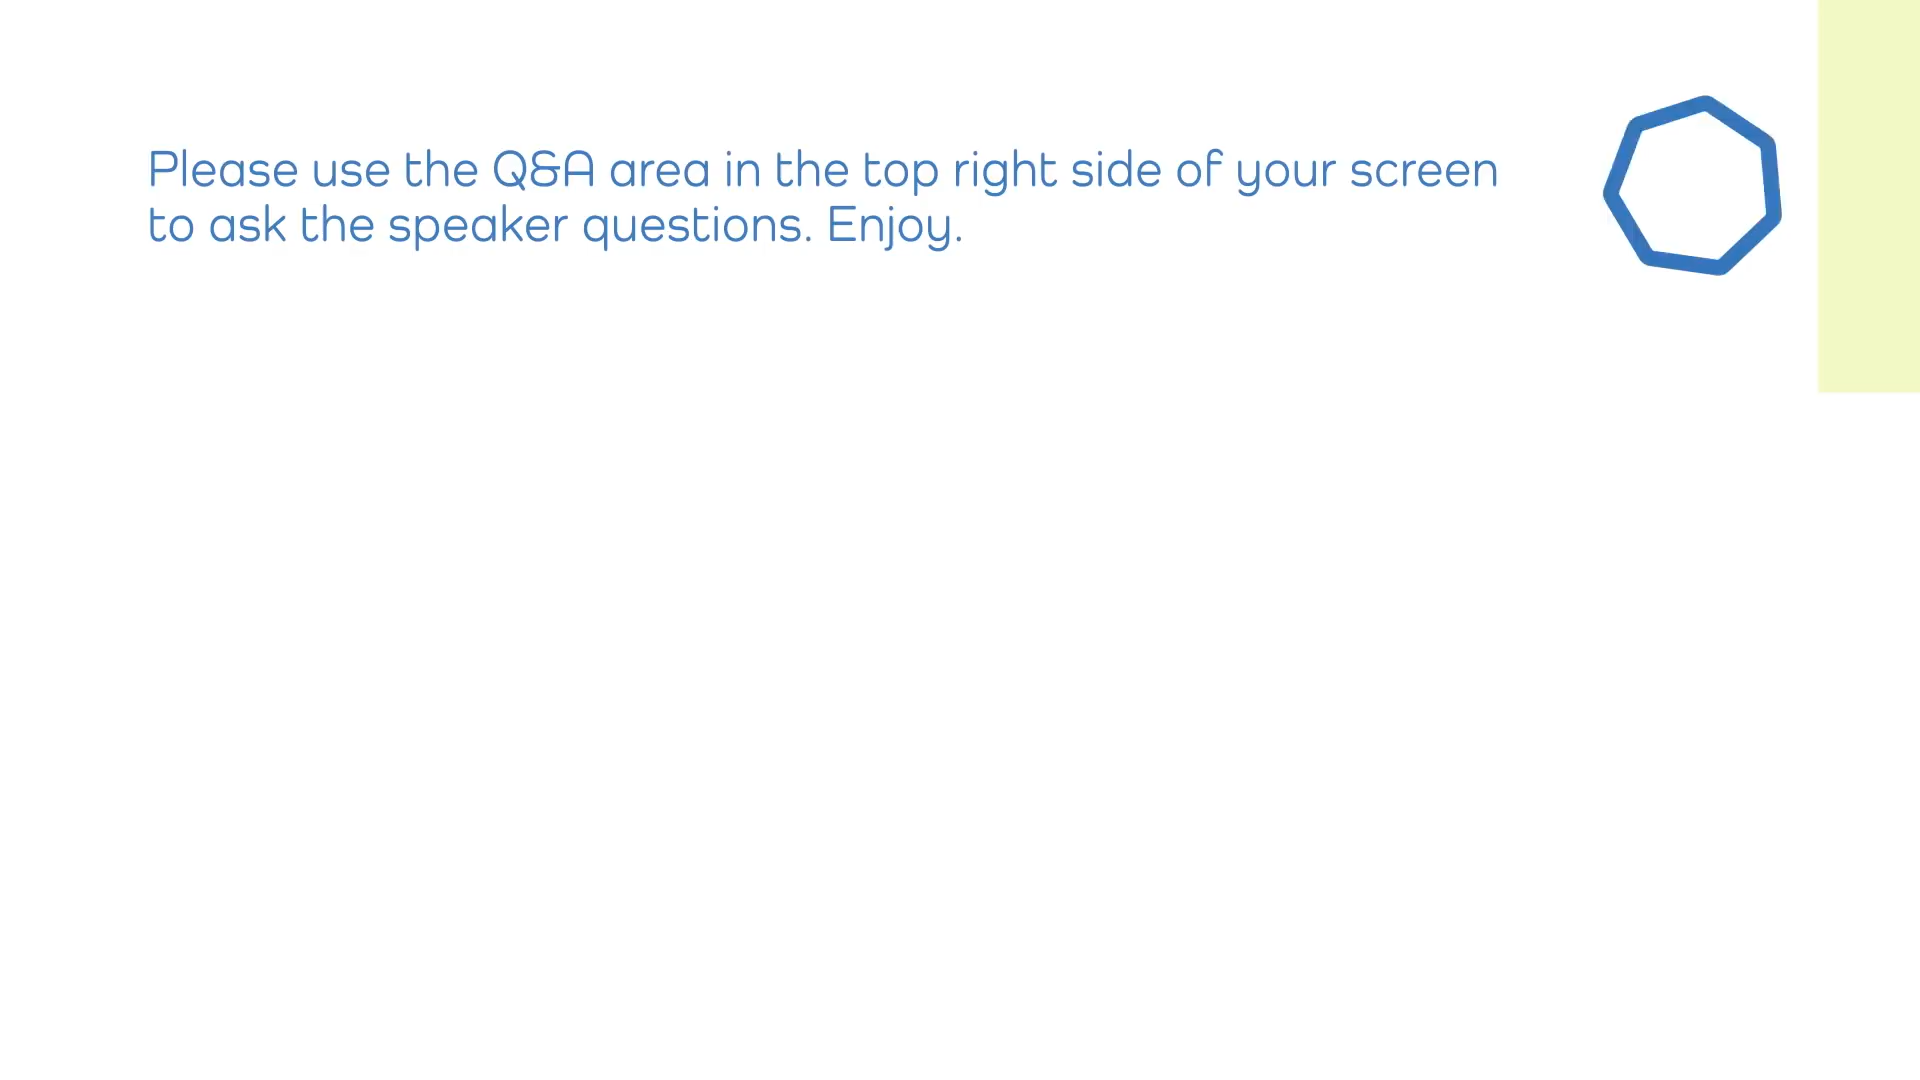 Please use the Q&A area in the top right side of your screen
to ask the speaker questions. Enjoy.